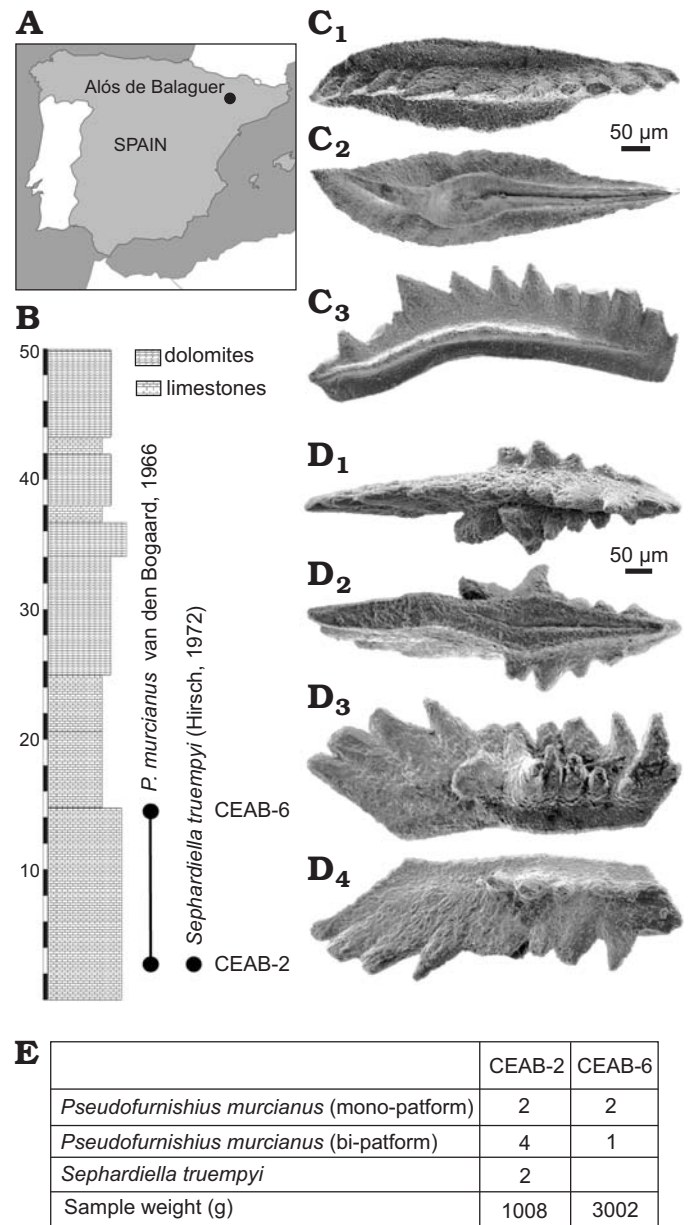 A
Alós de Balaguer
SPAIN
B
50
40
30
20
10
dolomites
limestones
P. murcianus van den Bogaard, 1966
Sephardiella truempyi (Hirsch, 1972)
CEAB-6
CEAB-2
C1
50 µm
C2
C3
D1
50 µm
D2
D3
D4
E
CEAB-2 CEAB-6
Pseudofurnishius murcianus (mono-patform) 2 2
Pseudofurnishius murcianus (bi-patform) 4 1
Sephardiella truempyi 2
Sample weight (g) 1008 3002